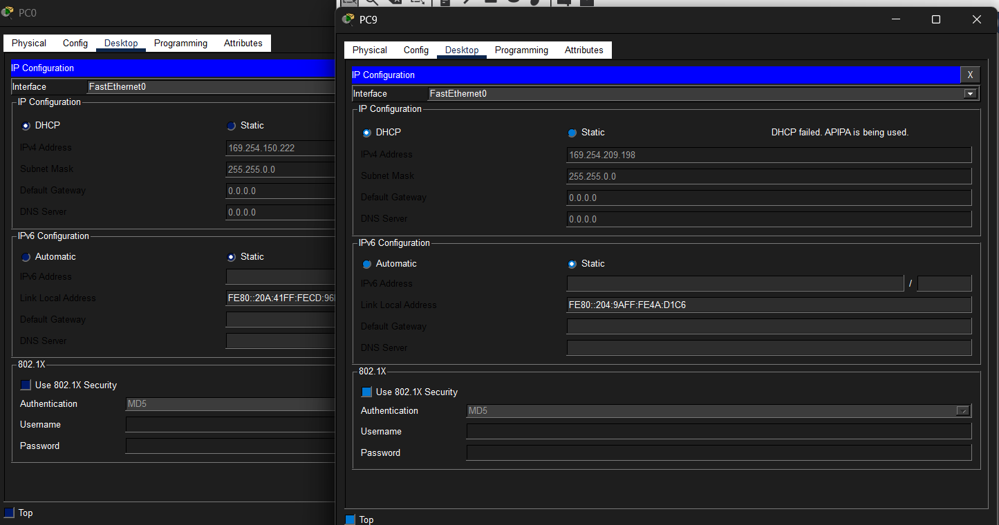 PC0
Physical Config Desktop Programming Attributes
IP Configuration
Interface FastEthernet0
IP Configuration
DHCP Static
IPv4 Address 169.254.150.222
Subnet Mask 255.255.0.0
Default Gateway 0.0.0.0
DNS Server 0.0.0.0
IPv6 Configuration
Automatic Static
IPv6 Address
Link Local Address FE80::20A:41FF:FECD:96
Default Gateway
DNS Server
802.1X
Use 802.1X Security
Authentication MD5
Username
Password
Top
PC9
Physical Config Desktop Programming Attributes
IP Configuration X
Interface FastEthernet0
IP Configuration
DHCP Static DHCP failed. APIPA is being used.
IPv4 Address 169.254.209.198
Subnet Mask 255.255.0.0
Default Gateway 0.0.0.0
DNS Server 0.0.0.0
IPv6 Configuration
Automatic Static
IPv6 Address /
Link Local Address FE80::204:9AFF:FE4A:D1C6
Default Gateway
DNS Server
802.1X
Use 802.1X Security
Authentication MD5
Username
Password
Top